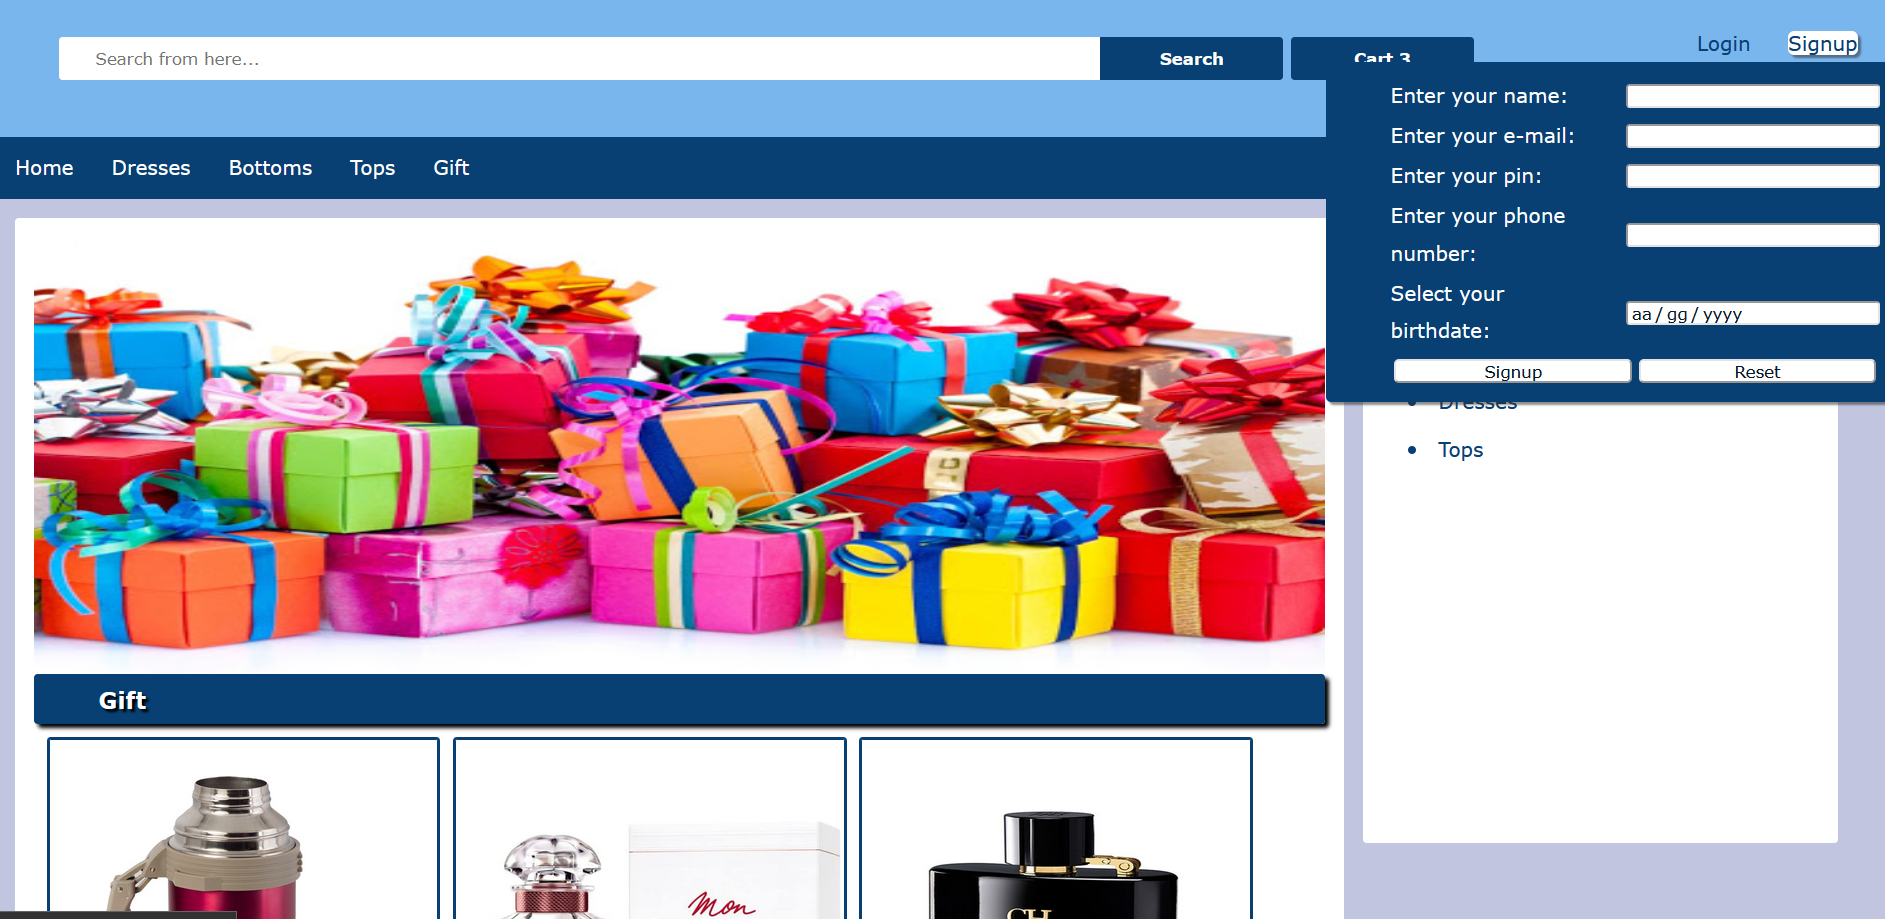 Login Signup
Search from here... Search Cart 3
Enter your name:
Enter your e-mail:
Enter your pin:
Enter your phone
number:
Select your
birthdate:
aa / gg / yyyy
Signup Reset
Home Dresses Bottoms Tops Gift
Dresses
Tops
Gift
Mon
CH